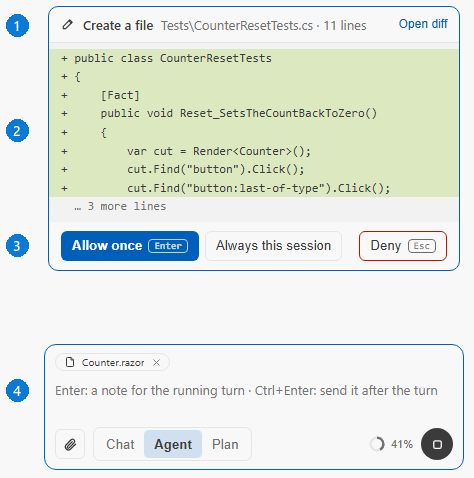 1
Create a file Tests\CounterResetTests.cs · 11 lines Open diff
2
+ public class CounterResetTests
+ {
+     [Fact]
+     public void Reset_SetsTheCountBackToZero()
+     {
+         var cut = Render<Counter>();
+         cut.Find("button").Click();
+         cut.Find("button:last-of-type").Click();
… 3 more lines
3
Allow once Enter Always this session Deny Esc
4
Counter.razor ×
Enter: a note for the running turn · Ctrl+Enter: send it after the turn
Chat Agent Plan 41%